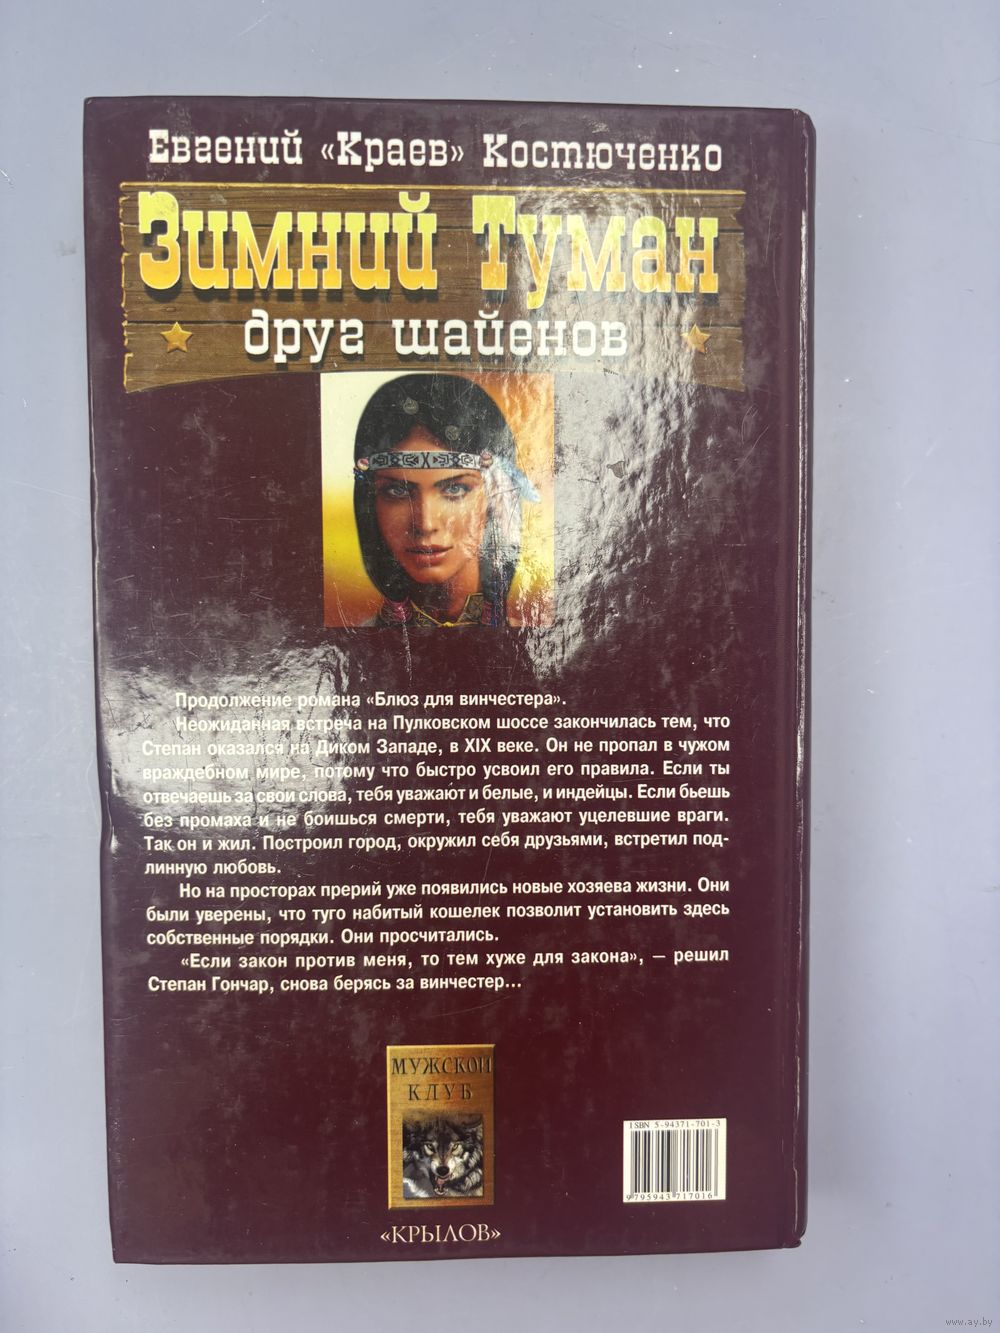 Евгений «Краев» Костюченко
Зимний Туман
друг шайенов
Продолжение романа «Блюз для винчестера».
Неожиданная встреча на Пулковском шоссе закончилась тем, что
Степан оказался на Диком Западе, в XIX веке. Он не пропал в чужом
враждебном мире, потому что быстро усвоил его правила. Если ты
отвечаешь за свои слова, тебя уважают и белые, и индейцы. Если бьешь
без промаха и не боишься смерти, тебя уважают уцелевшие враги.
Так он и жил. Построил город, окружил себя друзьями, встретил под-
линную любовь.
Но на просторах прерий уже появились новые хозяева жизни. Они
были уверены, что туго набитый кошелек позволит установить здесь
собственные порядки. Они просчитались.
«Если закон против меня, то тем хуже для закона», — решил
Степан Гончар, снова берясь за винчестер...
МУЖСКОЙ
КЛУБ
«КРЫЛОВ»
ISBN 5-94371-701-3
9795943717016
www.ay.by